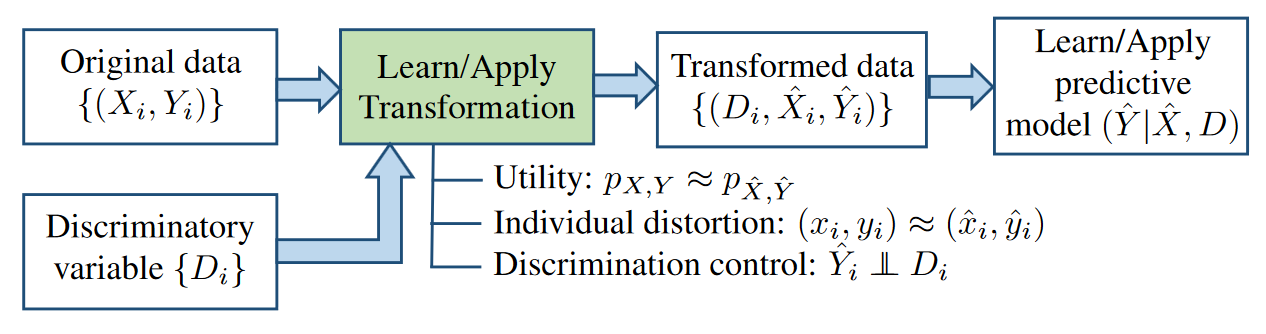 Original data
{(X_i, Y_i)}
Discriminatory
variable {D_i}
Learn/Apply
Transformation
Utility: p_{X,Y} ≈ p_{X̂,Ŷ}
Individual distortion: (x_i, y_i) ≈ (x̂_i, ŷ_i)
Discrimination control: Ŷ_i ⫫ D_i
Transformed data
{(D_i, X̂_i, Ŷ_i)}
Learn/Apply
predictive
model (Ŷ|X̂, D)